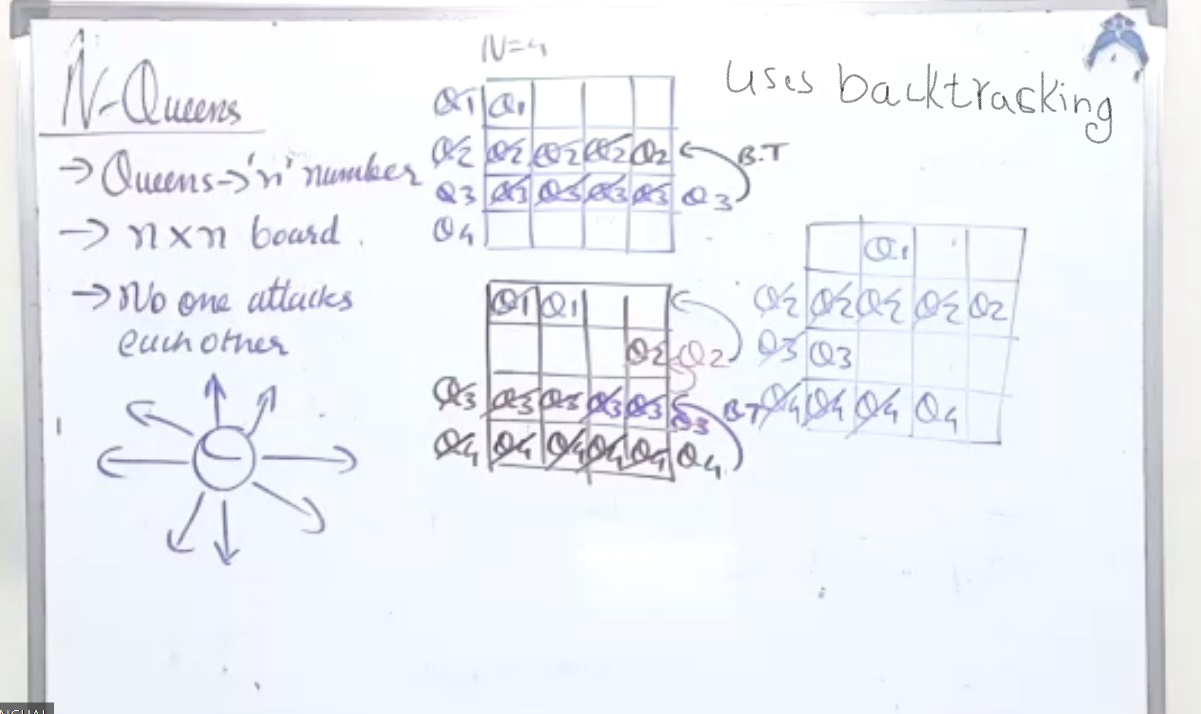 N-Queens
→ Queens→'n' number
→ n×n board.
→ No one attacks
each other
N=4
Q1 Q1
Q2 Q2 Q2 Q2 Q2 B.T
Q3 Q3 Q3 Q3 Q3 Q3
Q4
Q1 Q1
Q2 Q2
Q3 Q3 Q3 Q3 Q3 Q3 B.T
Q4 Q4 Q4 Q4 Q4 Q4
uses backtrasking
Q1
Q2 Q2 Q2 Q2 Q2
Q3 Q3
Q4 Q4 Q4 Q4